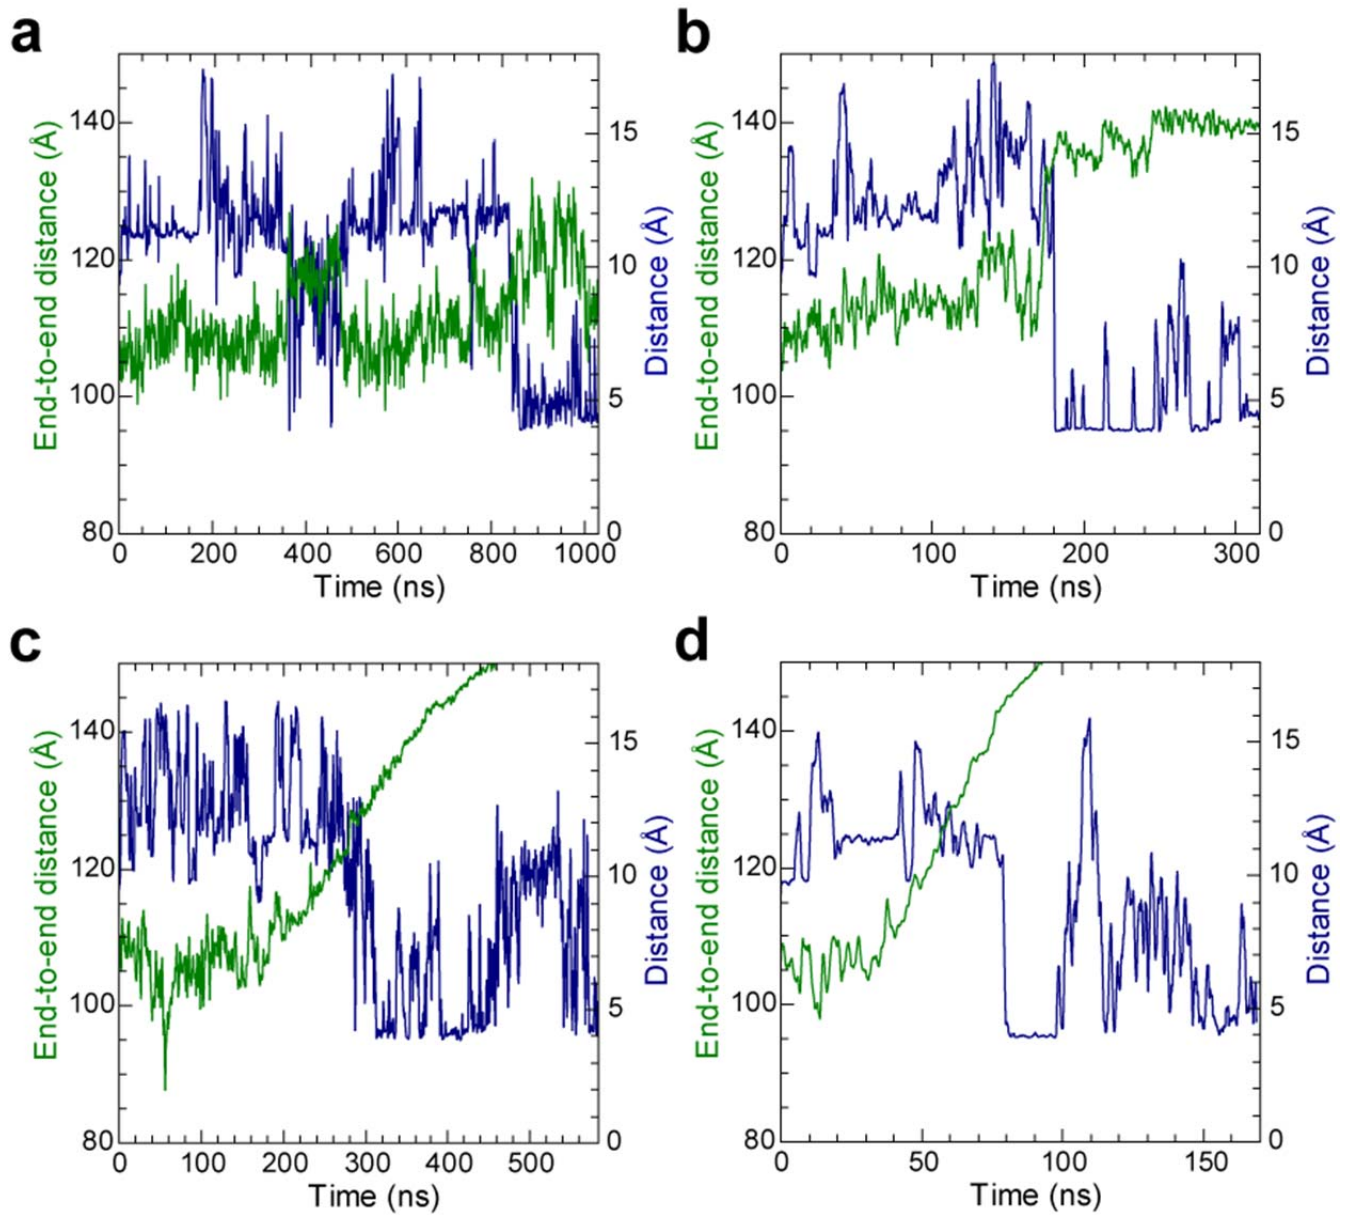 a
End-to-end distance (Å)
140
120
100
80
15
10
5
0
Distance (Å)
0 200 400 600 800 1000
Time (ns)
b
End-to-end distance (Å)
140
120
100
80
15
10
5
0
Distance (Å)
0 100 200 300
Time (ns)
c
End-to-end distance (Å)
140
120
100
80
15
10
5
0
Distance (Å)
0 100 200 300 400 500
Time (ns)
d
End-to-end distance (Å)
140
120
100
80
15
10
5
0
Distance (Å)
0 50 100 150
Time (ns)